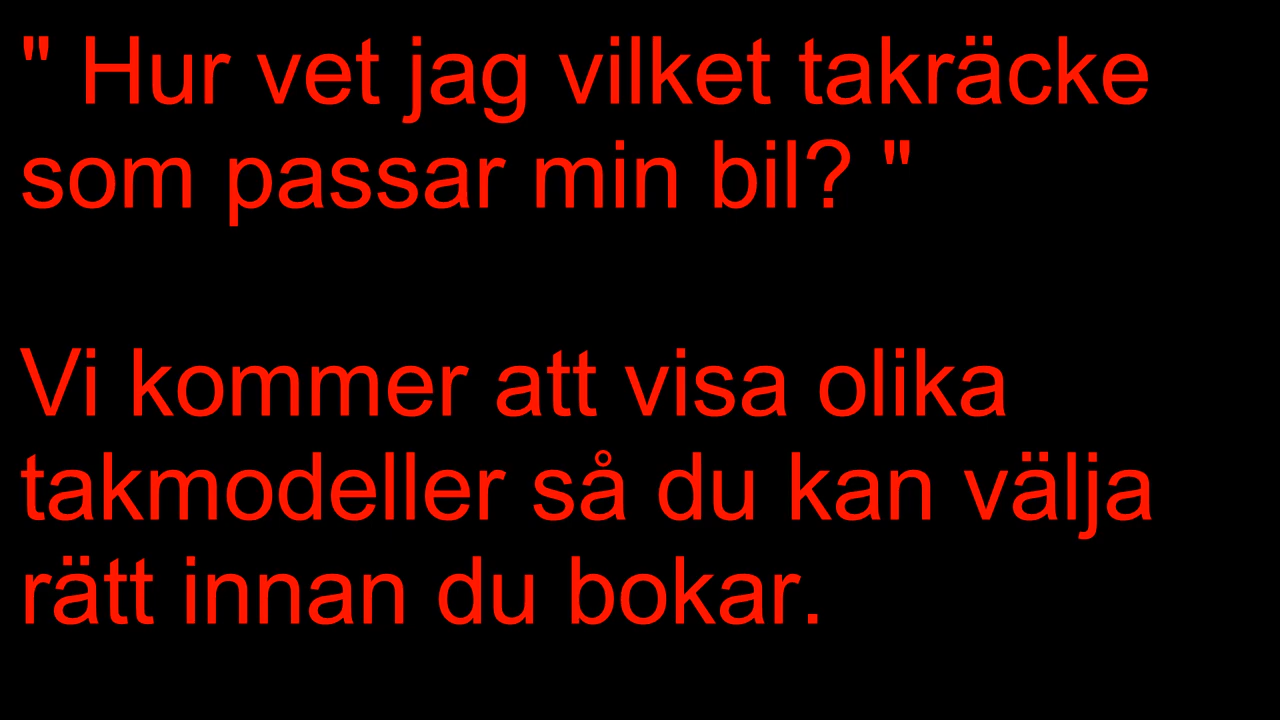 " Hur vet jag vilket takräcke
som passar min bil? "
Vi kommer att visa olika
takmodeller så du kan välja
rätt innan du bokar.